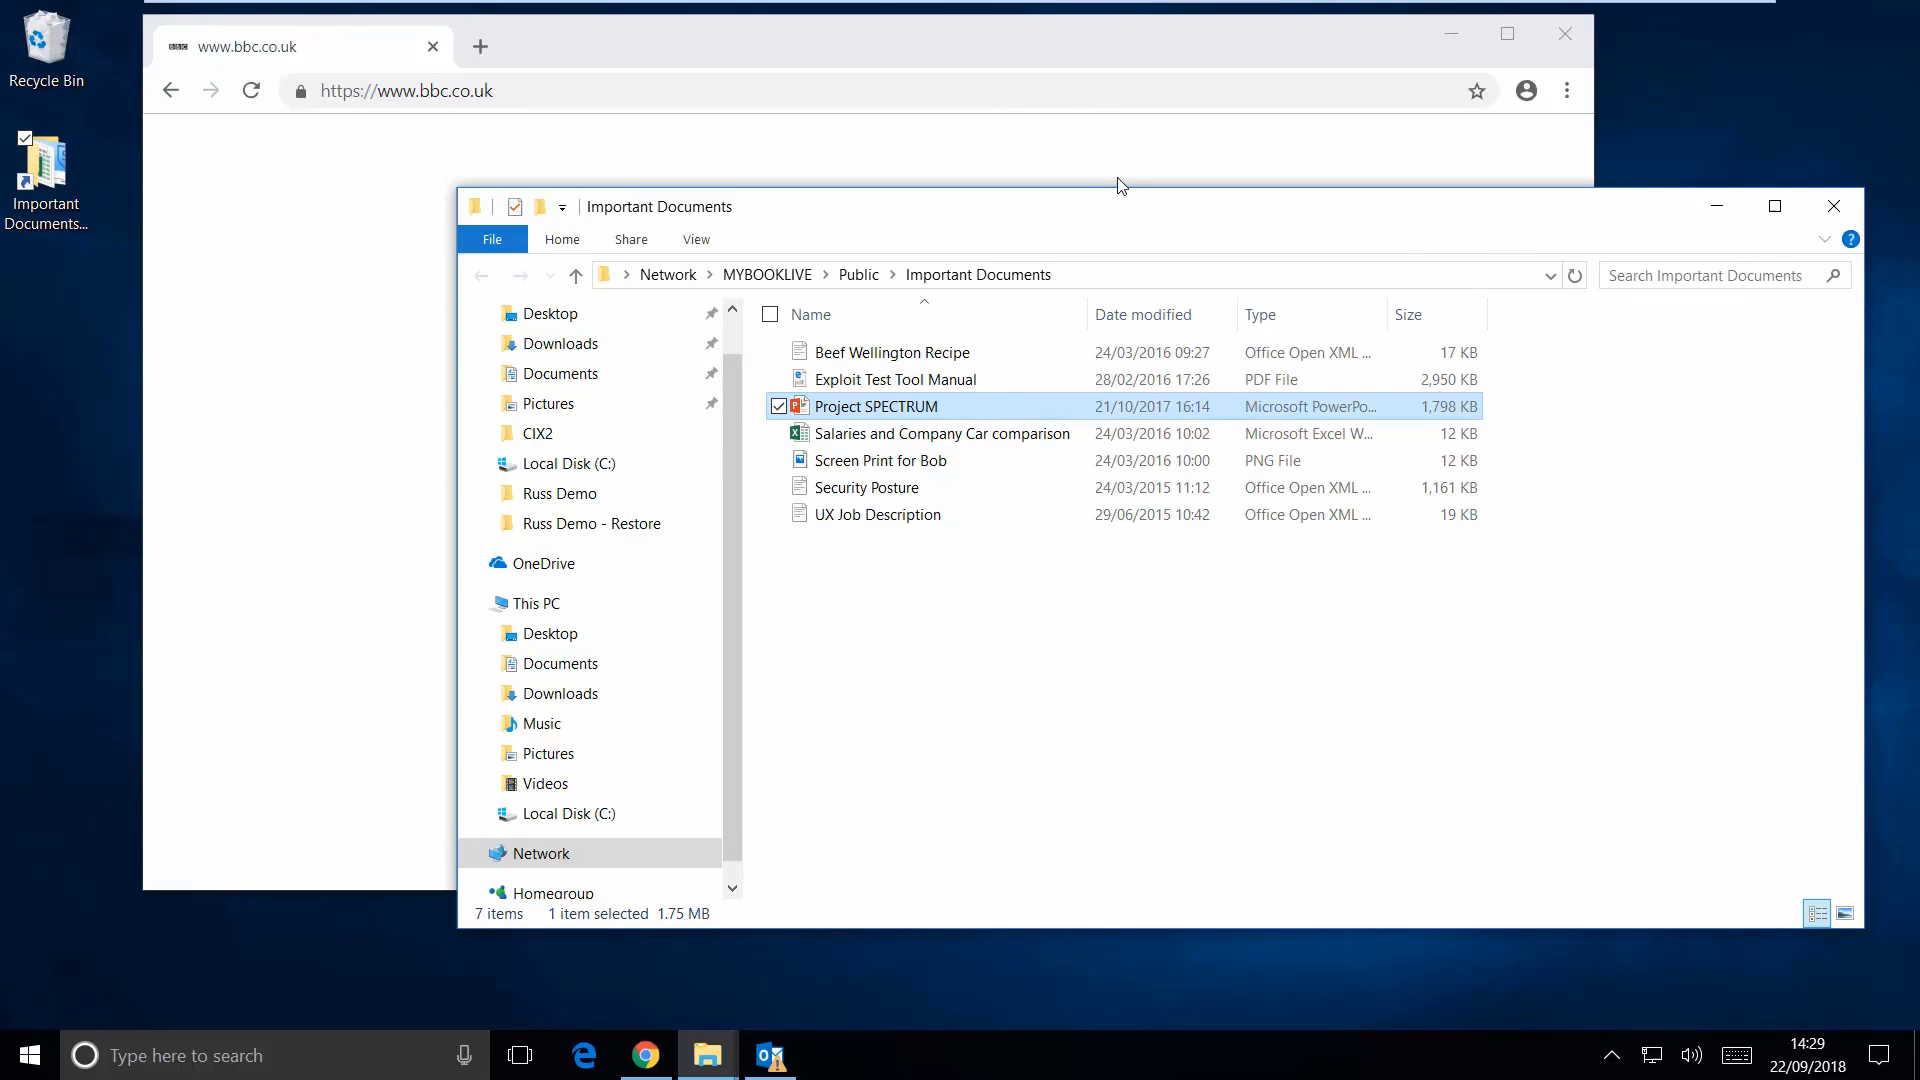 Recycle Bin
Important
Documents...
BBC
www.bbc.co.uk
https://www.bbc.co.uk
Important Documents
File Home Share View
Network > MYBOOKLIVE > Public > Important Documents
Search Important Documents
Desktop
Downloads
Documents
Pictures
CIX2
Local Disk (C:)
Russ Demo
Russ Demo - Restore
OneDrive
This PC
Desktop
Documents
Downloads
Music
Pictures
Videos
Local Disk (C:)
Network
Homegroup
Name Date modified Type Size
Beef Wellington Recipe 24/03/2016 09:27 Office Open XML ... 17 KB
Exploit Test Tool Manual 28/02/2016 17:26 PDF File 2,950 KB
Project SPECTRUM 21/10/2017 16:14 Microsoft PowerPo... 1,798 KB
Salaries and Company Car comparison 24/03/2016 10:02 Microsoft Excel W... 12 KB
Screen Print for Bob 24/03/2016 10:00 PNG File 12 KB
Security Posture 24/03/2015 11:12 Office Open XML ... 1,161 KB
UX Job Description 29/06/2015 10:42 Office Open XML ... 19 KB
7 items 1 item selected 1.75 MB
Type here to search
14:29
22/09/2018